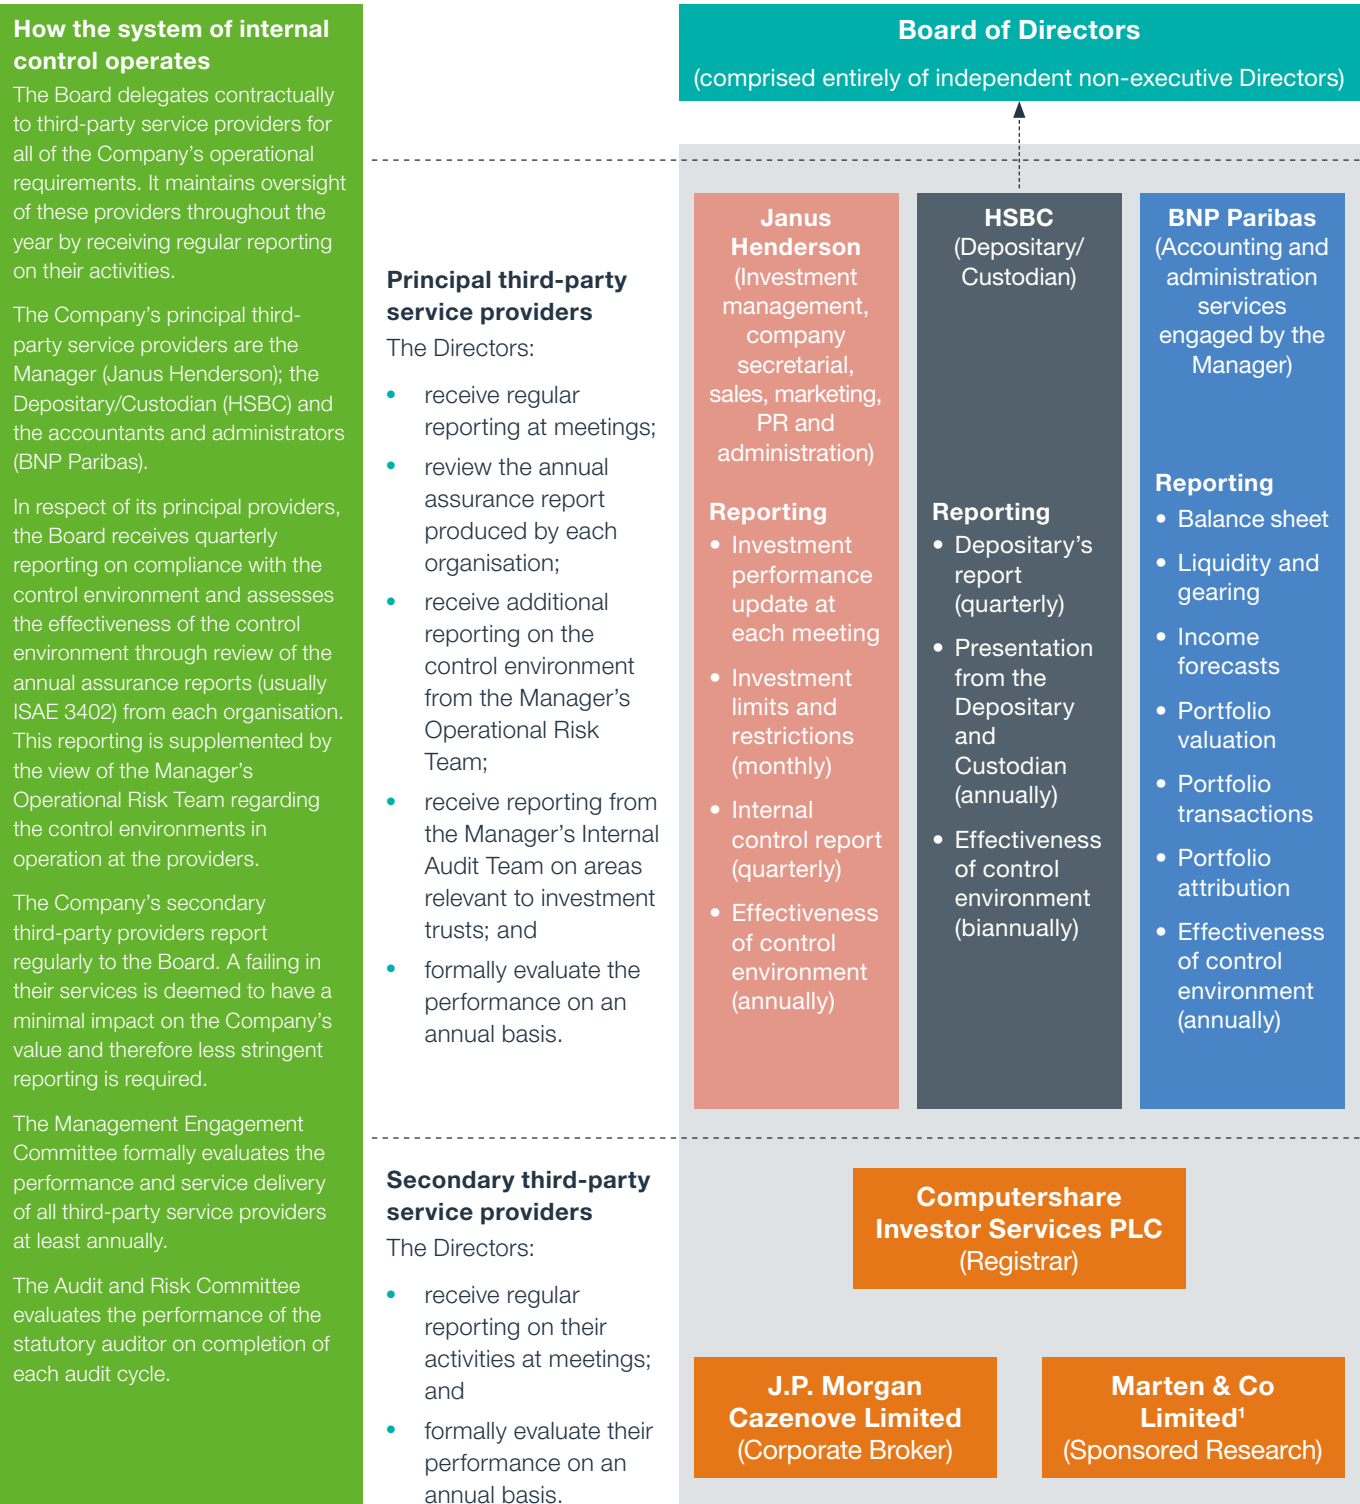 How the system of internal
control operates
The Board delegates contractually
to third-party service providers for
all of the Company’s operational
requirements. It maintains oversight
of these providers throughout the
year by receiving regular reporting
on their activities.
The Company’s principal third-
party service providers are the
Manager (Janus Henderson); the
Depositary/Custodian (HSBC) and
the accountants and administrators
(BNP Paribas).
In respect of its principal providers,
the Board receives quarterly
reporting on compliance with the
control environment and assesses
the effectiveness of the control
environment through review of the
annual assurance reports (usually
ISAE 3402) from each organisation.
This reporting is supplemented by
the view of the Manager’s
Operational Risk Team regarding
the control environments in
operation at the providers.
The Company’s secondary
third-party providers report
regularly to the Board. A failing in
their services is deemed to have a
minimal impact on the Company’s
value and therefore less stringent
reporting is required.
The Management Engagement
Committee formally evaluates the
performance and service delivery
of all third-party service providers
at least annually.
The Audit and Risk Committee
evaluates the performance of the
statutory auditor on completion of
each audit cycle.
Board of Directors
(comprised entirely of independent non-executive Directors)
Principal third-party
service providers
The Directors:
• receive regular
reporting at meetings;
• review the annual
assurance report
produced by each
organisation;
• receive additional
reporting on the
control environment
from the Manager’s
Operational Risk
Team;
• receive reporting from
the Manager’s Internal
Audit Team on areas
relevant to investment
trusts; and
• formally evaluate the
performance on an
annual basis.
Janus
Henderson
(Investment
management,
company
secretarial,
sales, marketing,
PR and
administration)
Reporting
• Investment
performance
update at
each meeting
• Investment
limits and
restrictions
(monthly)
• Internal
control report
(quarterly)
• Effectiveness
of control
environment
(annually)
HSBC
(Depositary/
Custodian)
Reporting
• Depositary’s
report
(quarterly)
• Presentation
from the
Depositary
and
Custodian
(annually)
• Effectiveness
of control
environment
(biannually)
BNP Paribas
(Accounting and
administration
services
engaged by the
Manager)
Reporting
• Balance sheet
• Liquidity and
gearing
• Income
forecasts
• Portfolio
valuation
• Portfolio
transactions
• Portfolio
attribution
• Effectiveness
of control
environment
(annually)
Secondary third-party
service providers
The Directors:
• receive regular
reporting on their
activities at meetings;
and
• formally evaluate their
performance on an
annual basis.
Computershare
Investor Services PLC
(Registrar)
J.P. Morgan
Cazenove Limited
(Corporate Broker)
Marten & Co
Limited¹
(Sponsored Research)